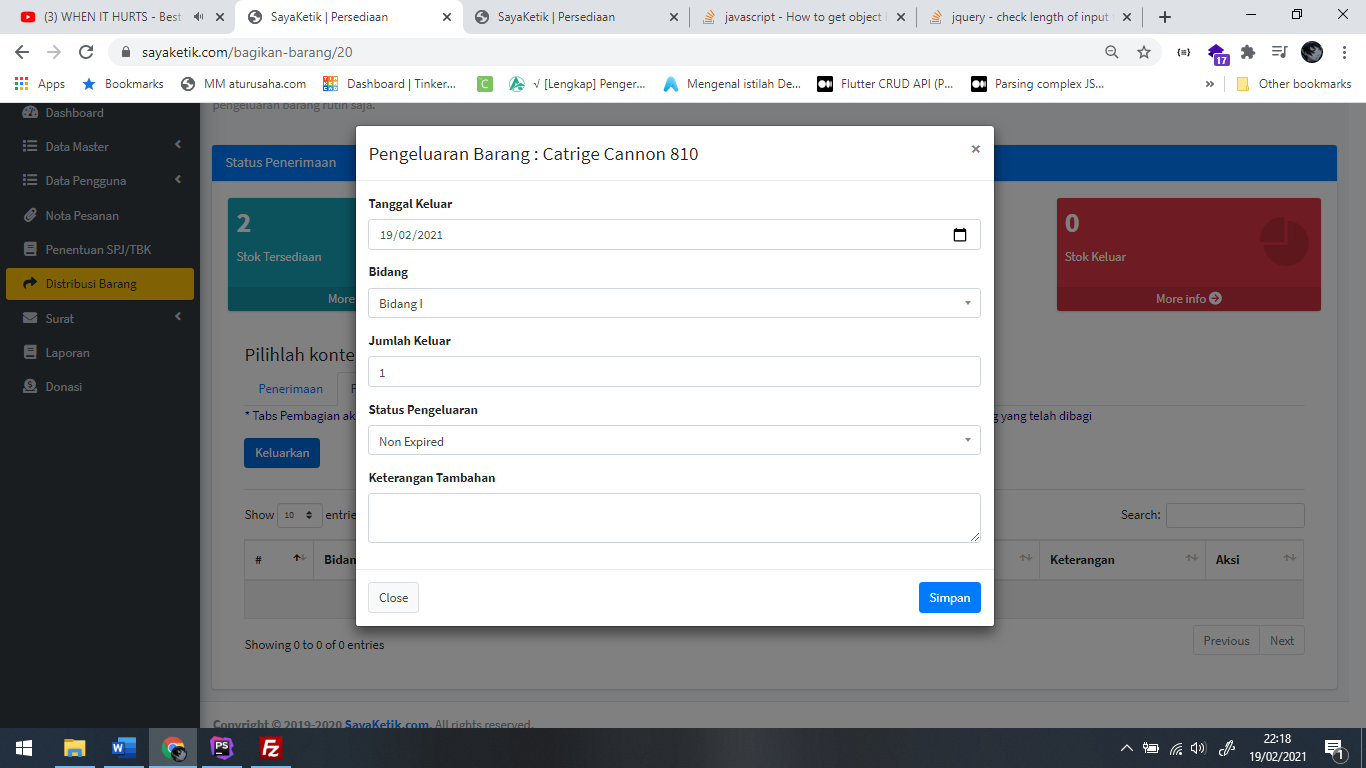 (3) WHEN IT HURTS - Best
SayaKetik | Persediaan
SayaKetik | Persediaan
javascript - How to get object
jquery - check length of input
sayaketik.com/bagikan-barang/20
17
Apps
Bookmarks
MM aturusaha.com
Dashboard | Tinker...
C
√ [Lengkap] Penger...
Mengenal istilah De...
Flutter CRUD API (P...
Parsing complex JS...
»
Other bookmarks
Dashboard
Data Master
Data Pengguna
Nota Pesanan
Penentuan SPJ/TBK
Distribusi Barang
Surat
Laporan
Donasi
pengeluaran barang rutin saja.
Status Penerimaan
2
Stok Tersediaan
More
0
Stok Keluar
More info
Pilihlah konte
Penerimaan
P
* Tabs Pembagian ak
g yang telah dibagi
Keluarkan
Show 10 entrie
Search:
#
Bidan
Keterangan
Aksi
Showing 0 to 0 of 0 entries
Previous
Next
Copyright © 2019-2020 SayaKetik.com. All rights reserved.
Pengeluaran Barang : Catrige Cannon 810
×
Tanggal Keluar
19/02/2021
Bidang
Bidang I
Jumlah Keluar
1
Status Pengeluaran
Non Expired
Keterangan Tambahan
Close
Simpan
W
PS
FZ
22:18
19/02/2021
1